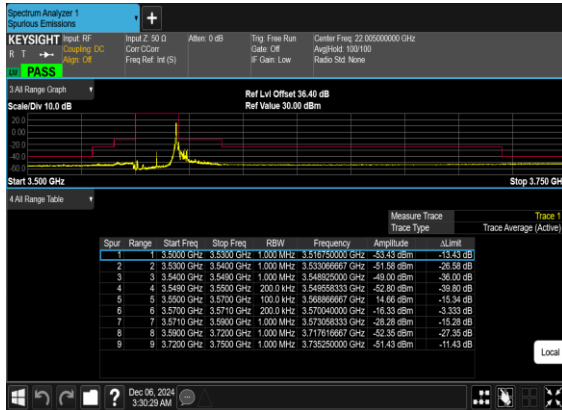 Spectrum Analyzer 1
Spurious Emissions
+
KEYSIGHT Input: RF Input Z: 50 Ω Atten: 0 dB Trig: Free Run Center Freq: 22.005000000 GHz
R T Coupling: DC Corr CCorr Gate: Off Avg|Hold: 100/100
Align: Off Freq Ref: Int (S) IF Gain: Low Radio Std: None
LXI PASS
3 All Range Graph
Ref Lvl Offset 36.40 dB
Scale/Div 10.0 dB Ref Value 30.00 dBm
20.0
0.00
-20.0
-40.0
-60.0
Start 3.500 GHz Stop 3.750 GH
4 All Range Table
Measure Trace Trace 1
Trace Type Trace Average (Active)
Spur Range Start Freq Stop Freq RBW Frequency Amplitude ΔLimit
1 1 3.5000 GHz 3.5300 GHz 1.000 MHz 3.516750000 GHz -53.43 dBm -13.43 dB
2 2 3.5300 GHz 3.5400 GHz 1.000 MHz 3.533066667 GHz -51.58 dBm -26.58 dB
3 3 3.5400 GHz 3.5490 GHz 1.000 MHz 3.548925000 GHz -49.00 dBm -36.00 dB
4 4 3.5490 GHz 3.5500 GHz 200.0 kHz 3.549558333 GHz -52.80 dBm -39.80 dB
5 5 3.5500 GHz 3.5700 GHz 100.0 kHz 3.568866667 GHz 14.66 dBm -15.34 dB
6 6 3.5700 GHz 3.5710 GHz 200.0 kHz 3.570040000 GHz -16.33 dBm -3.333 dB
7 7 3.5710 GHz 3.5900 GHz 1.000 MHz 3.573058333 GHz -28.28 dBm -15.28 dB
8 8 3.5900 GHz 3.7200 GHz 1.000 MHz 3.717616667 GHz -52.35 dBm -27.35 dB
9 9 3.7200 GHz 3.7500 GHz 1.000 MHz 3.735250000 GHz -51.43 dBm -11.43 dB
Local
? Dec 06, 2024
3:30:29 AM